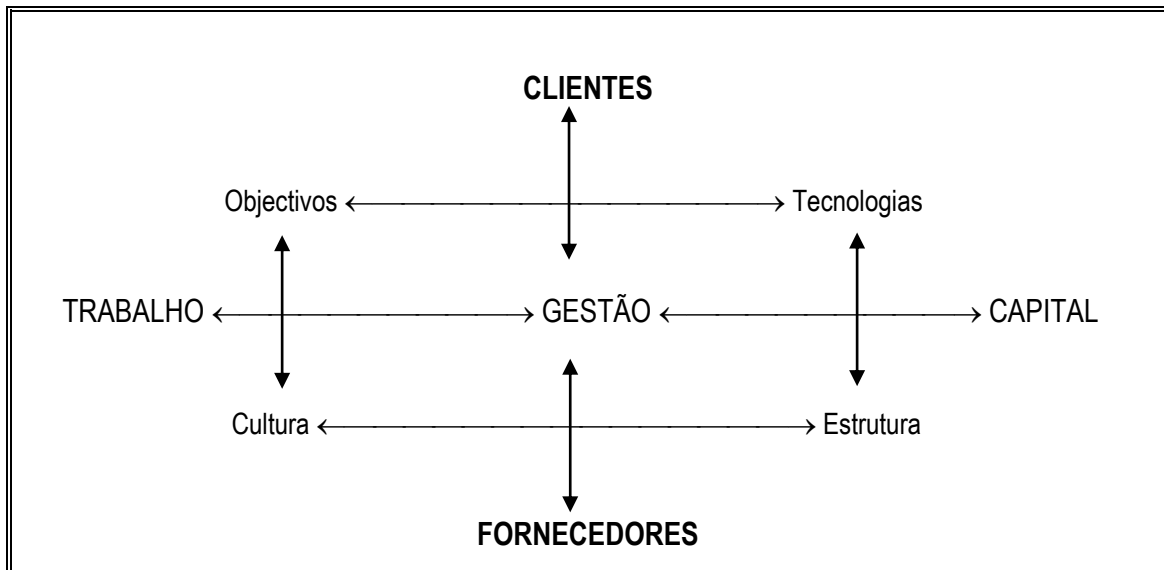 CLIENTES
Objectivos Tecnologias
TRABALHO GESTÃO CAPITAL
Cultura Estrutura
FORNECEDORES